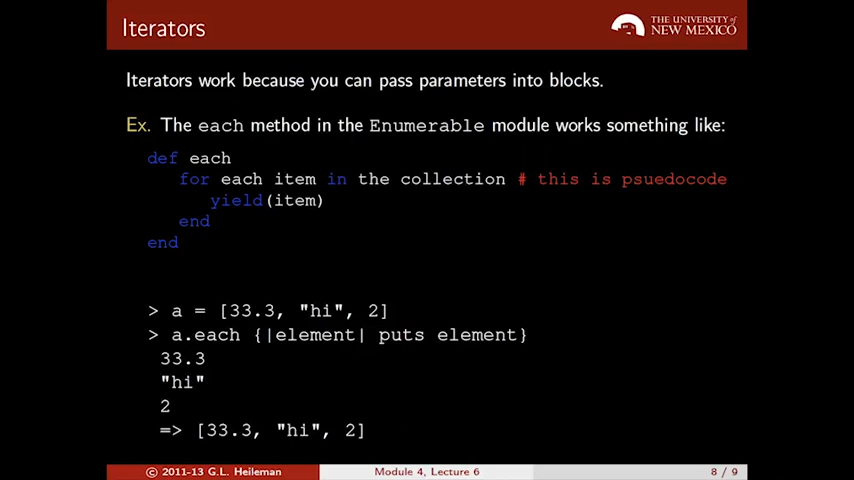 Iterators
THE UNIVERSITY of
NEW MEXICO
Iterators work because you can pass parameters into blocks.
Ex. The each method in the Enumerable module works something like:
def each
for each item in the collection # this is psuedocode
yield(item)
end
end
> a = [33.3, "hi", 2]
> a.each {|element| puts element}
33.3
"hi"
2
=> [33.3, "hi", 2]
© 2011-13 G.L. Heileman
Module 4, Lecture 6
8 / 9